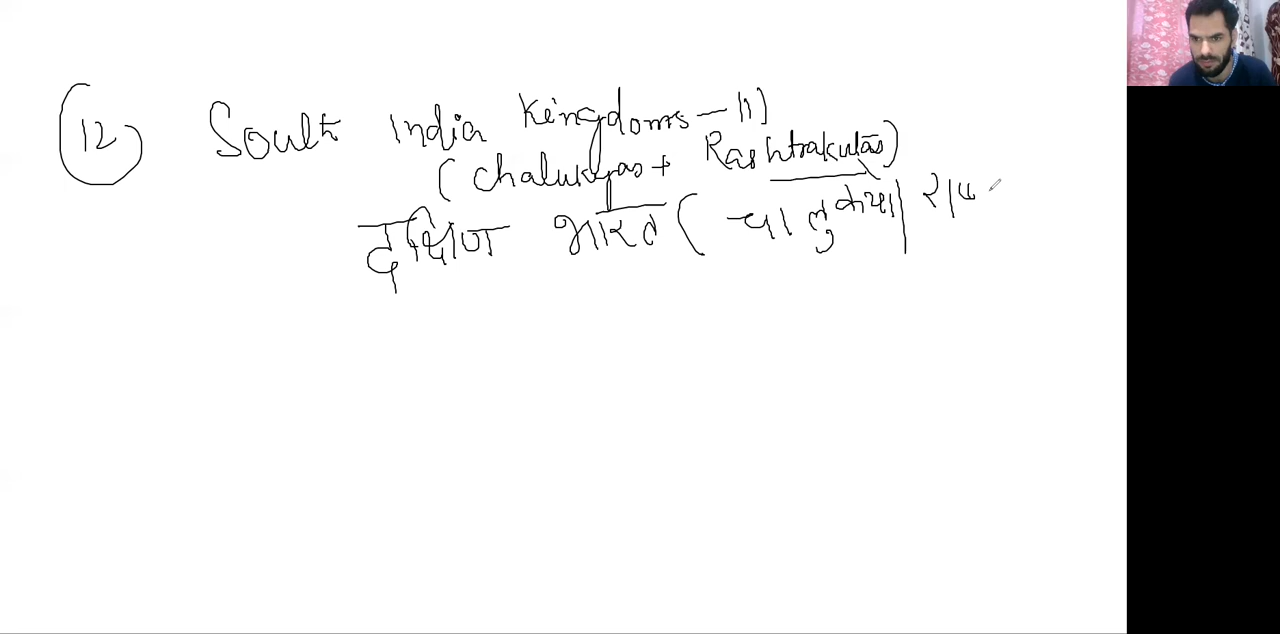 12 South India Kingdoms - II
(Chalukyas + Rashtrakutas)
दक्षिण भारत ( चालुक्या